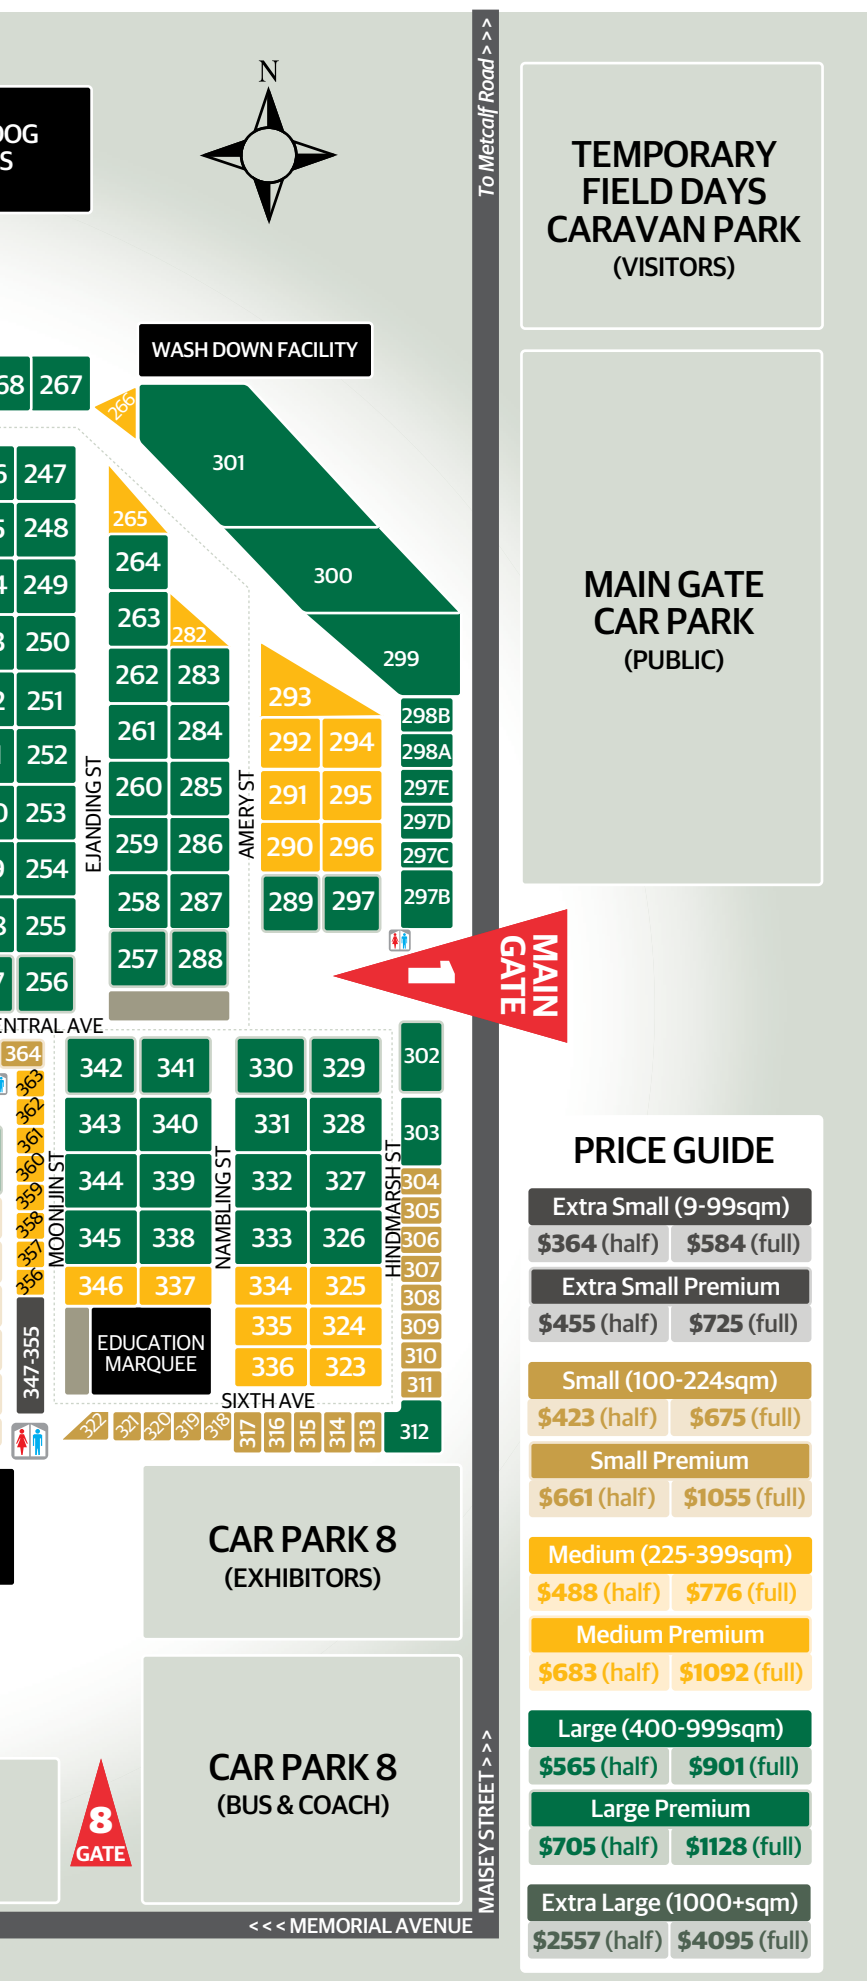 N
To Metcalf Road > > >
TEMPORARY
FIELD DAYS
CARAVAN PARK
(VISITORS)
WASH DOWN FACILITY
267
266
301
247
265
248
300
MAIN GATE
CAR PARK
(PUBLIC)
264
249
263
282
250
299
262
283
251
293
298B
261
284
292
294
298A
252
EJANDING ST
260
285
AMERY ST
291
295
297E
253
297D
259
286
290
296
297C
254
258
287
289
297
297B
255
257
288
256
1
MAIN
GATE
364
342
341
330
329
302
363
362
343
340
331
328
303
361
360
MOONIJIN ST
344
339
NAMBLING ST
332
327
HINDMARSH ST
304
359
305
358
345
338
333
326
306
357
307
356
346
337
334
325
308
347-355
EDUCATION
MARQUEE
335
324
309
336
323
310
311
SIXTH AVE
322
321
320
319
318
317
316
315
314
313
312
CAR PARK 8
(EXHIBITORS)
CAR PARK 8
(BUS & COACH)
8
GATE
MAISEY STREET > > >
< < < MEMORIAL AVENUE
PRICE GUIDE
Extra Small (9-99sqm)
$364 (half) $584 (full)
Extra Small Premium
$455 (half) $725 (full)
Small (100-224sqm)
$423 (half) $675 (full)
Small Premium
$661 (half) $1055 (full)
Medium (225-399sqm)
$488 (half) $776 (full)
Medium Premium
$683 (half) $1092 (full)
Large (400-999sqm)
$565 (half) $901 (full)
Large Premium
$705 (half) $1128 (full)
Extra Large (1000+sqm)
$2557 (half) $4095 (full)